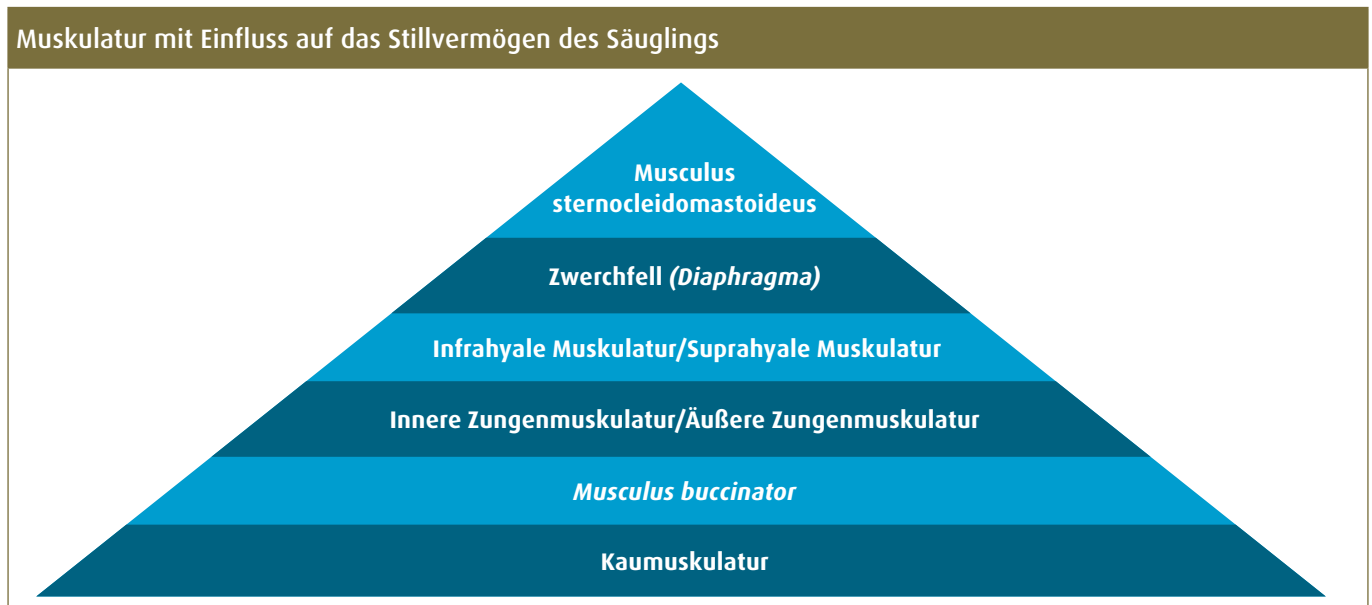 Muskulatur mit Einfluss auf das Stillvermögen des Säuglings
Musculus
sternocleidomastoideus
Zwerchfell (Diaphragma)
Infrahyale Muskulatur/Suprahyale Muskulatur
Innere Zungenmuskulatur/Äußere Zungenmuskulatur
Musculus buccinator
Kaumuskulatur